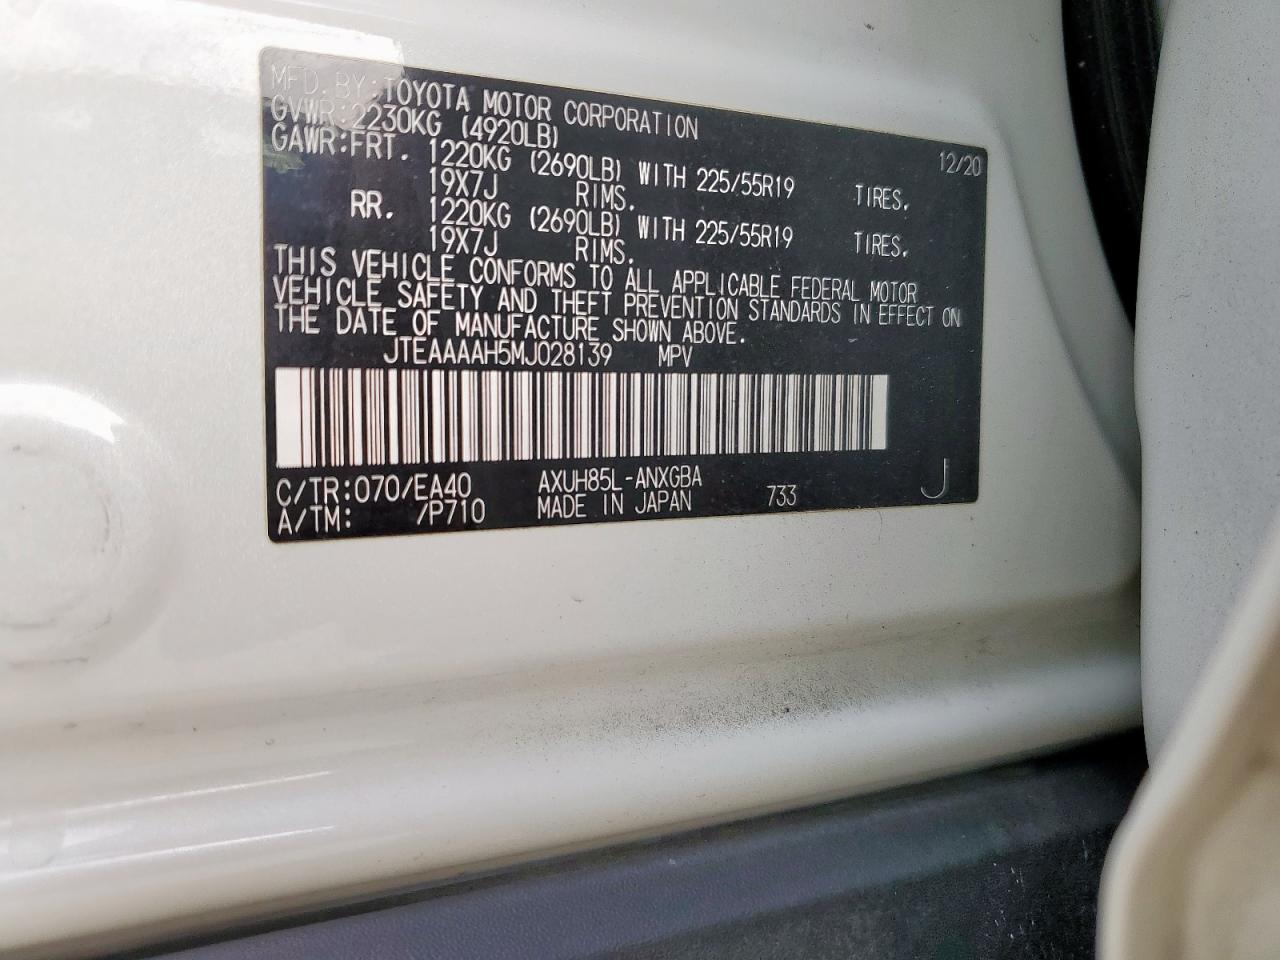 MFD. BY: TOYOTA MOTOR CORPORATION
12/20
GVWR: 2230KG (4920LB)
GAWR: FRT. 1220KG (2690LB) WITH 225/55R19 TIRES.
19X7J RIMS.
RR. 1220KG (2690LB) WITH 225/55R19 TIRES.
19X7J RIMS.
THIS VEHICLE CONFORMS TO ALL APPLICABLE FEDERAL MOTOR
VEHICLE SAFETY AND THEFT PREVENTION STANDARDS IN EFFECT ON
THE DATE OF MANUFACTURE SHOWN ABOVE.
JTEAAAAH5MJ028139 MPV
C/TR: 070/EA40 AXUH85L-ANXGBA
A/TM: /P710 MADE IN JAPAN 733 J